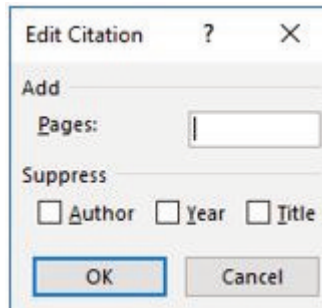 Edit Citation ? ×
Add
Pages:
Suppress
Author Year Title
OK Cancel